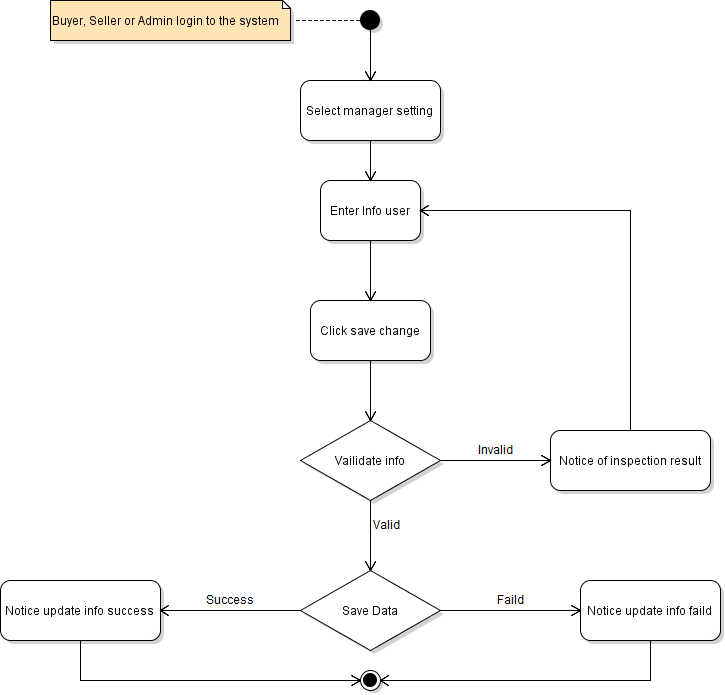 Buyer, Seller or Admin login to the system
Select manager setting
Enter Info user
Click save change
Vailidate info
Invalid
Notice of inspection result
Valid
Notice update info success
Success
Save Data
Faild
Notice update info faild